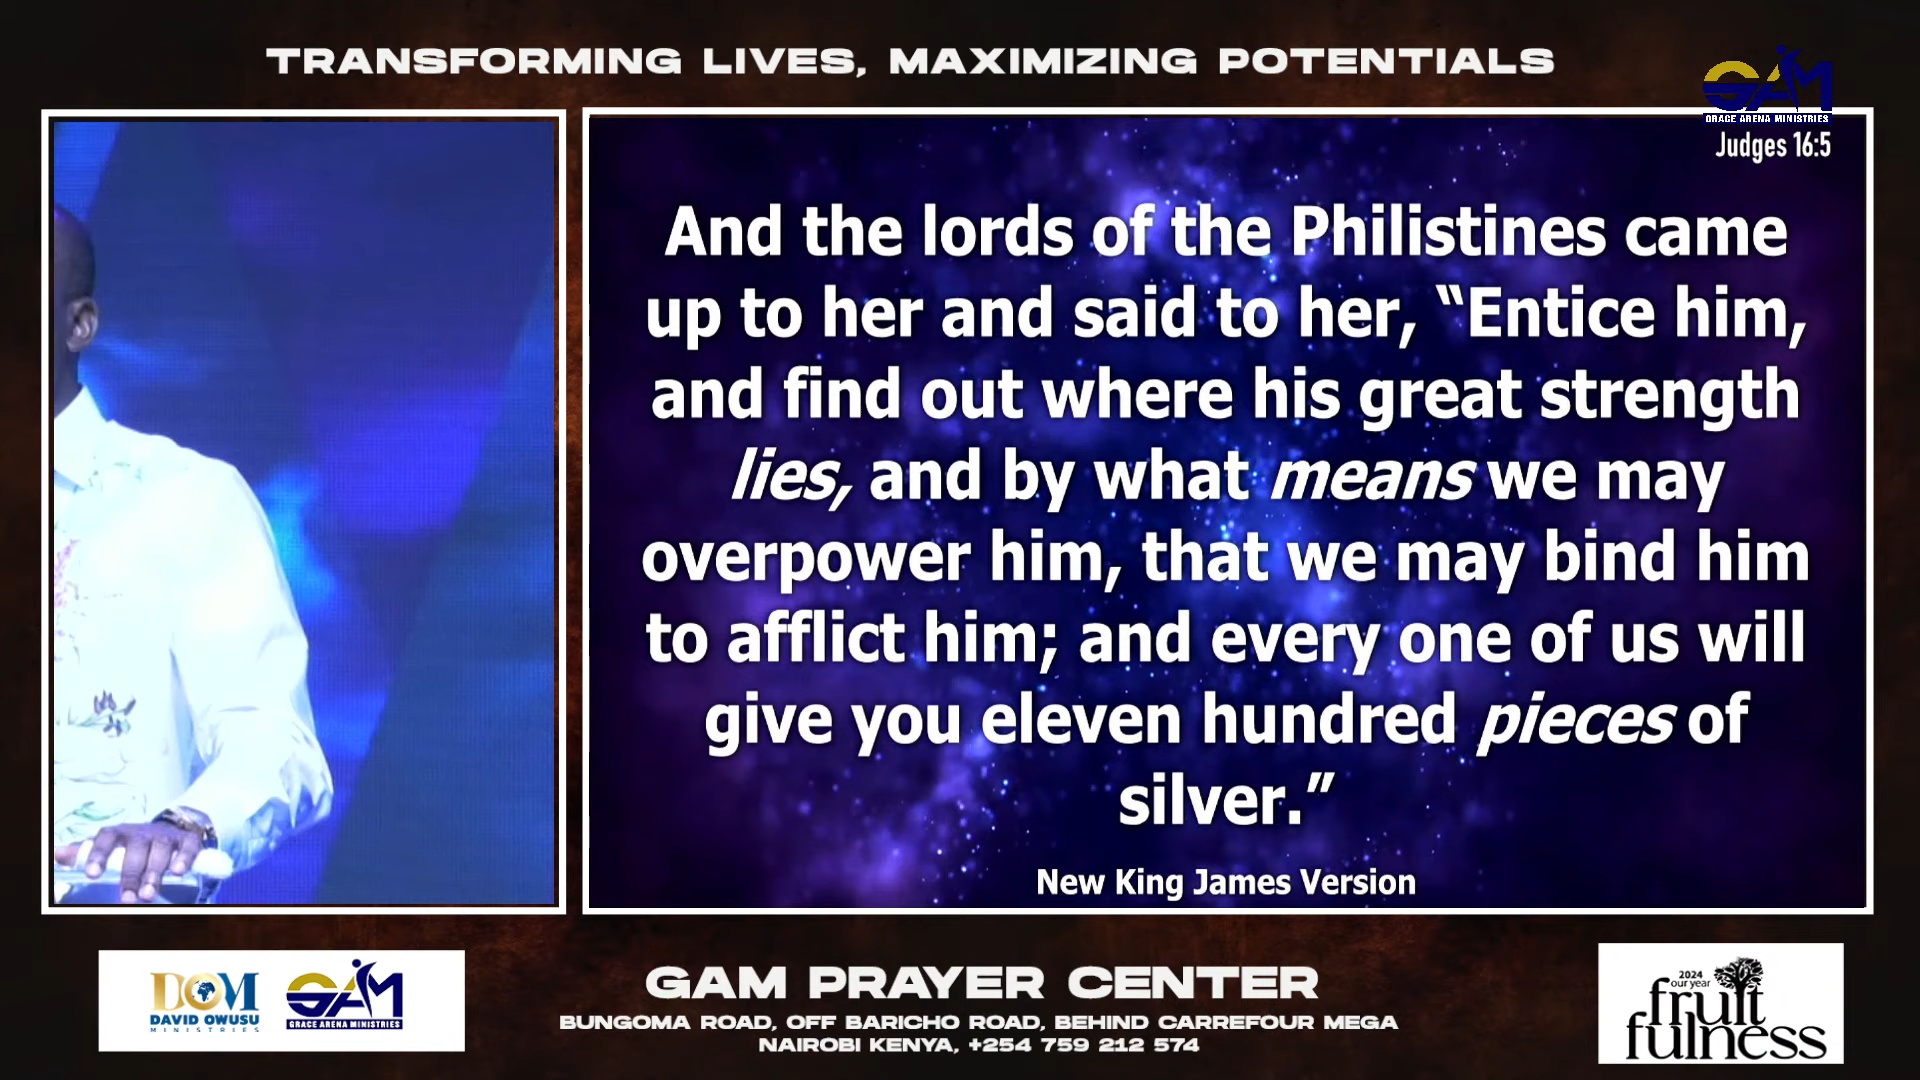 TRANSFORMING LIVES, MAXIMIZING POTENTIALS
GAM
GRACE ARENA MINISTRIES
Judges 16:5
And the lords of the Philistines came
up to her and said to her, “Entice him,
and find out where his great strength
lies, and by what means we may
overpower him, that we may bind him
to afflict him; and every one of us will
give you eleven hundred pieces of
silver.”
New King James Version
DOM
DAVID OWUSU
MINISTRIES
GAM
GRACE ARENA MINISTRIES
GAM PRAYER CENTER
BUNGOMA ROAD, OFF BARICHO ROAD, BEHIND CARREFOUR MEGA
NAIROBI KENYA, +254 759 212 574
2024
our year
fruit
fulness